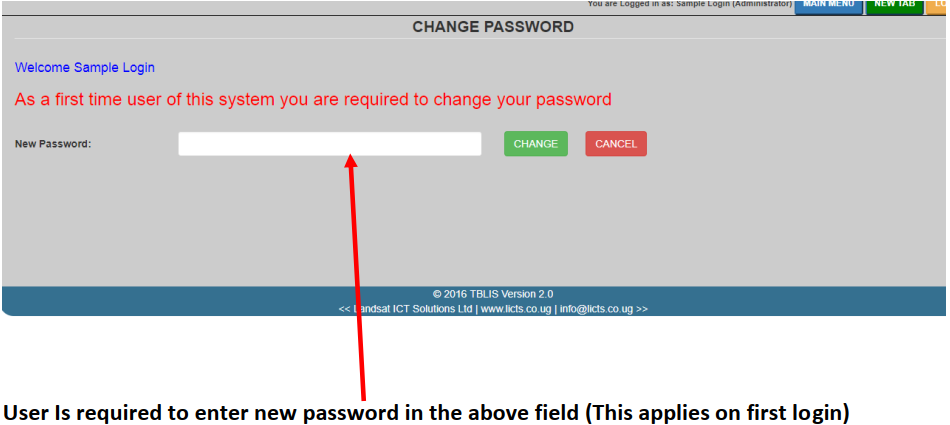 You are Logged in as: Sample Login (Administrator) MAIN MENU NEW TAB
CHANGE PASSWORD
Welcome Sample Login
As a first time user of this system you are required to change your password
New Password: CHANGE CANCEL
© 2016 TBLIS Version 2.0
<< Landsat ICT Solutions Ltd | www.licts.co.ug | info@licts.co.ug >>
User Is required to enter new password in the above field (This applies on first login)